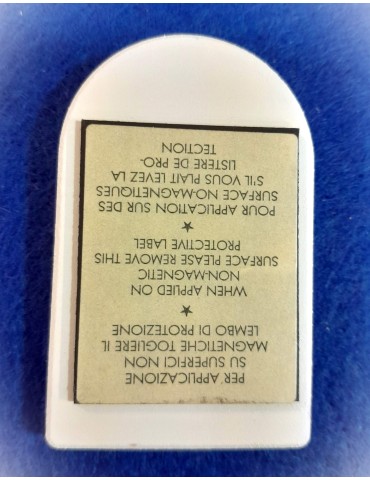 PER APPLICAZIONE
SU SUPERFICI NON
MAGNETICHE TOGLIERE IL
LEMBO DI PROTEZIONE
★
WHEN APPLIED ON
NON-MAGNETIC
SURFACE PLEASE REMOVE THIS
PROTECTIVE LABEL
★
POUR APPLICATION SUR DES
SURFACE NO-MAGNETIQUES
S'IL VOUS PLAIT LEVEZ LA
LISTERE DE PRO-
TECTION